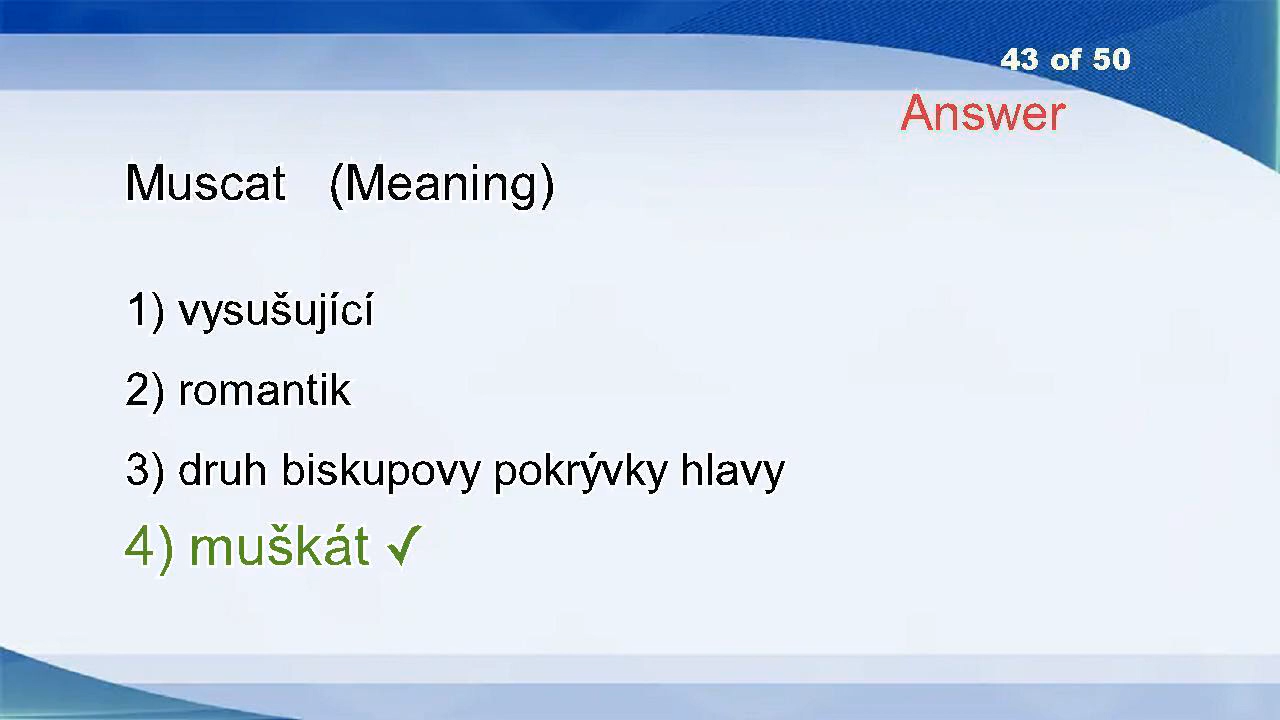 43 of 50
Answer
Muscat (Meaning)
1) vysušující
2) romantik
3) druh biskupovy pokrývky hlavy
4) muškát ✓